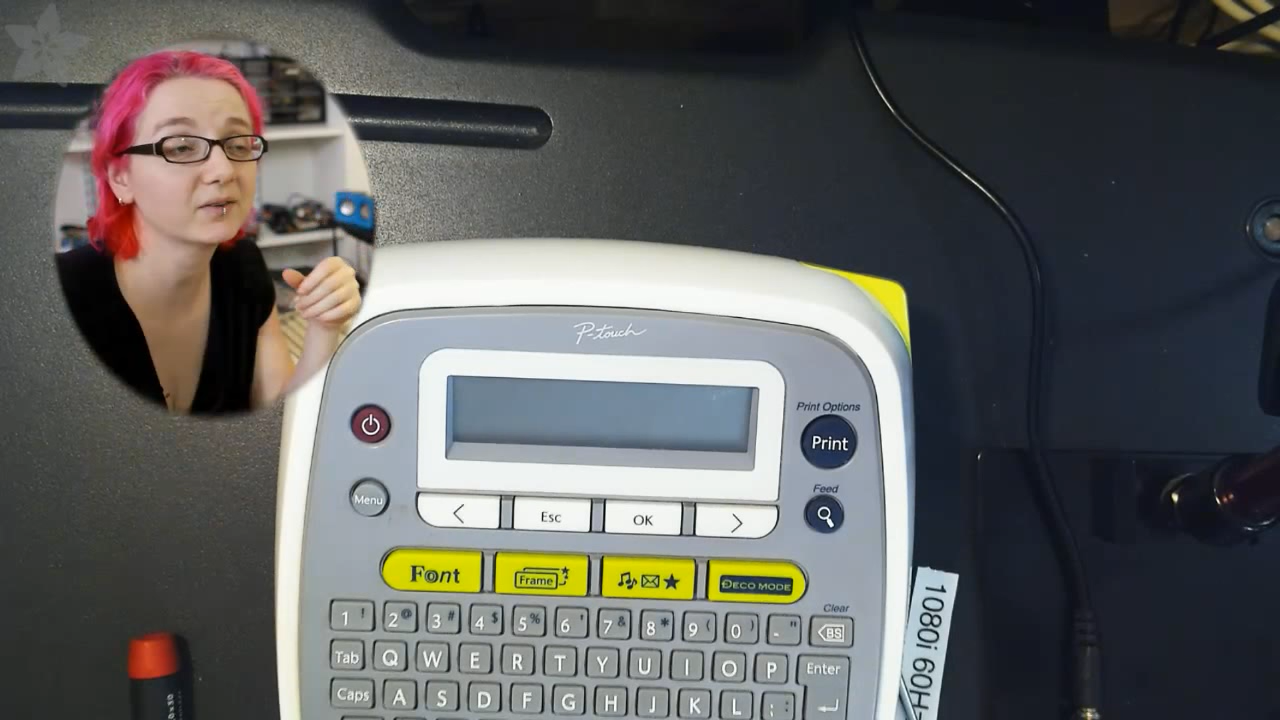 P-touch
Print Options
Print
Menu
Feed
Esc
OK
Font
Frame
DECO MODE
Clear
1 ! 2 @ 3 # 4 $ 5 % 6 ' 7 & 8 * 9 ( 0 ) - " BS
Tab Q W E R T Y U I O P Enter
Caps A S D F G H J K L ; :
1080i 60H